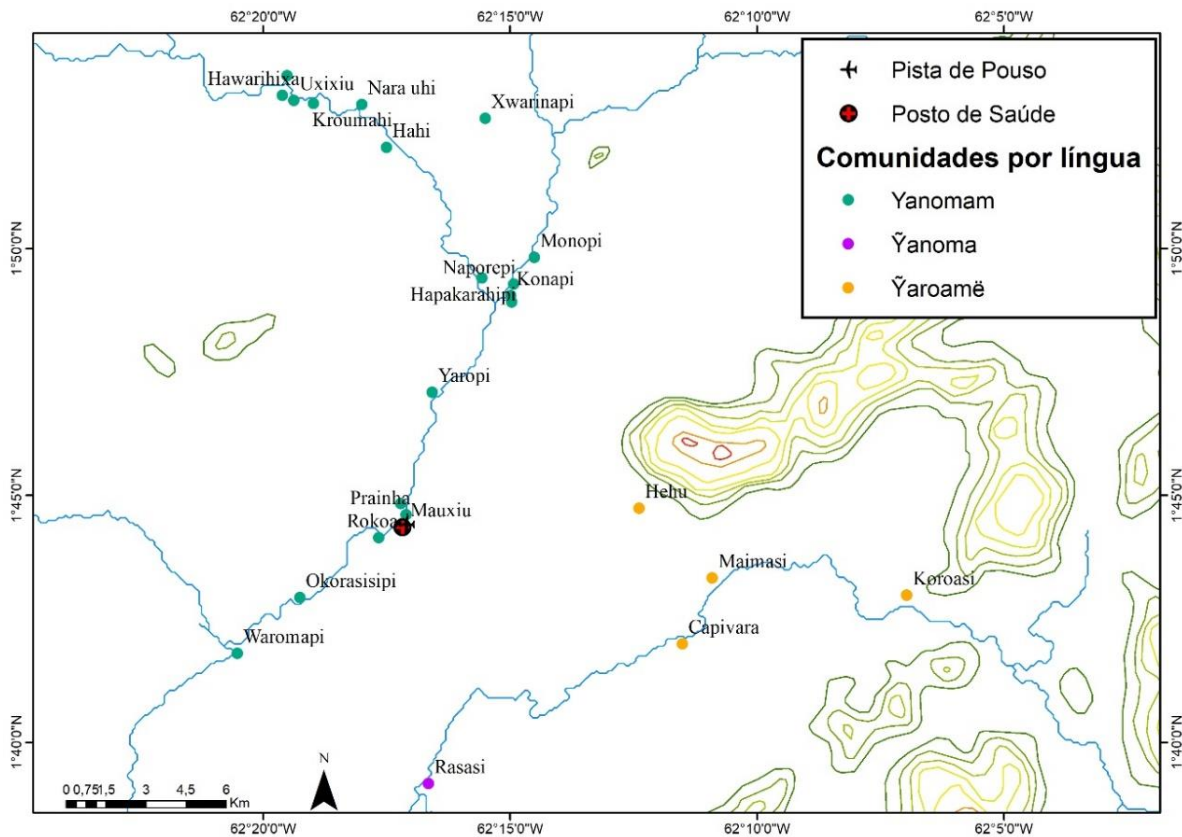 62°20'0"W
62°15'0"W
62°10'0"W
62°5'0"W
Pista de Pouso
Posto de Saúde
Comunidades por língua
Yanomam
Ỹanoma
Ỹaroamë
Hawarihixa
Uxixiu
Nara uhi
Kroumahi
Hahi
Xwarinapi
1°50'0"N
1°50'0"N
Monopi
Naporepi
Konapi
Hapakarahipi
Yaropi
1°45'0"N
1°45'0"N
Hehu
Prainha
Mauxiu
Maimasi
Koroasi
Okorasisipi
Capivara
Waromapi
1°40'0"N
1°40'0"N
Rasasi
N
0 0,75 1,5 3 4,5 6
Km
62°20'0"W
62°15'0"W
62°10'0"W
62°5'0"W